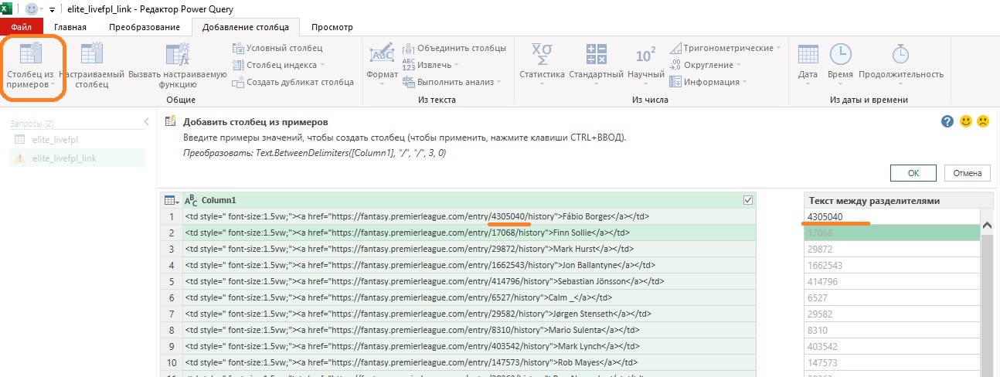 elite_livefpl_link - Редактор Power Query
Файл Главная Преобразование Добавление столбца Просмотр
Столбец из примеров
Настраиваемый столбец
Вызвать настраиваемую функцию
Условный столбец
Столбец индекса
Создать дубликат столбца
Общие
ABC
Формат
Объединить столбцы
ABC 123 Извлечь
abc Выполнить анализ
Из текста
XΣ σ Статистика
Стандартный
10² Научный
Тригонометрические
.00 →.0 Округление
Информация
Из числа
Дата
Время
Продолжительность
Из даты и времени
Запросы [2]
elite_livefpl
elite_livefpl_link
Добавить столбец из примеров
Введите примеры значений, чтобы создать столбец (чтобы применить, нажмите клавиши CTRL+ВВОД).
Преобразовать: Text.BetweenDelimiters([Column1], "/", "/", 3, 0)
ОК Отмена
ABC Column1 Текст между разделителями
1 <td style=" font-size:1.5vw;"><a href="https://fantasy.premierleague.com/entry/4305040/history">Fábio Borges</a></td> 4305040
2 <td style=" font-size:1.5vw;"><a href="https://fantasy.premierleague.com/entry/17068/history">Finn Sollie</a></td> 17068
3 <td style=" font-size:1.5vw;"><a href="https://fantasy.premierleague.com/entry/29872/history">Mark Hurst</a></td> 29872
4 <td style=" font-size:1.5vw;"><a href="https://fantasy.premierleague.com/entry/1662543/history">Jon Ballantyne</a></td> 1662543
5 <td style=" font-size:1.5vw;"><a href="https://fantasy.premierleague.com/entry/414796/history">Sebastian Jönsson</a></td> 414796
6 <td style=" font-size:1.5vw;"><a href="https://fantasy.premierleague.com/entry/6527/history">Calm _</a></td> 6527
7 <td style=" font-size:1.5vw;"><a href="https://fantasy.premierleague.com/entry/29582/history">Jørgen Stenseth</a></td> 29582
8 <td style=" font-size:1.5vw;"><a href="https://fantasy.premierleague.com/entry/8310/history">Mario Sulenta</a></td> 8310
9 <td style=" font-size:1.5vw;"><a href="https://fantasy.premierleague.com/entry/403542/history">Mark Lynch</a></td> 403542
10 <td style=" font-size:1.5vw;"><a href="https://fantasy.premierleague.com/entry/147573/history">Rob Mayes</a></td> 147573